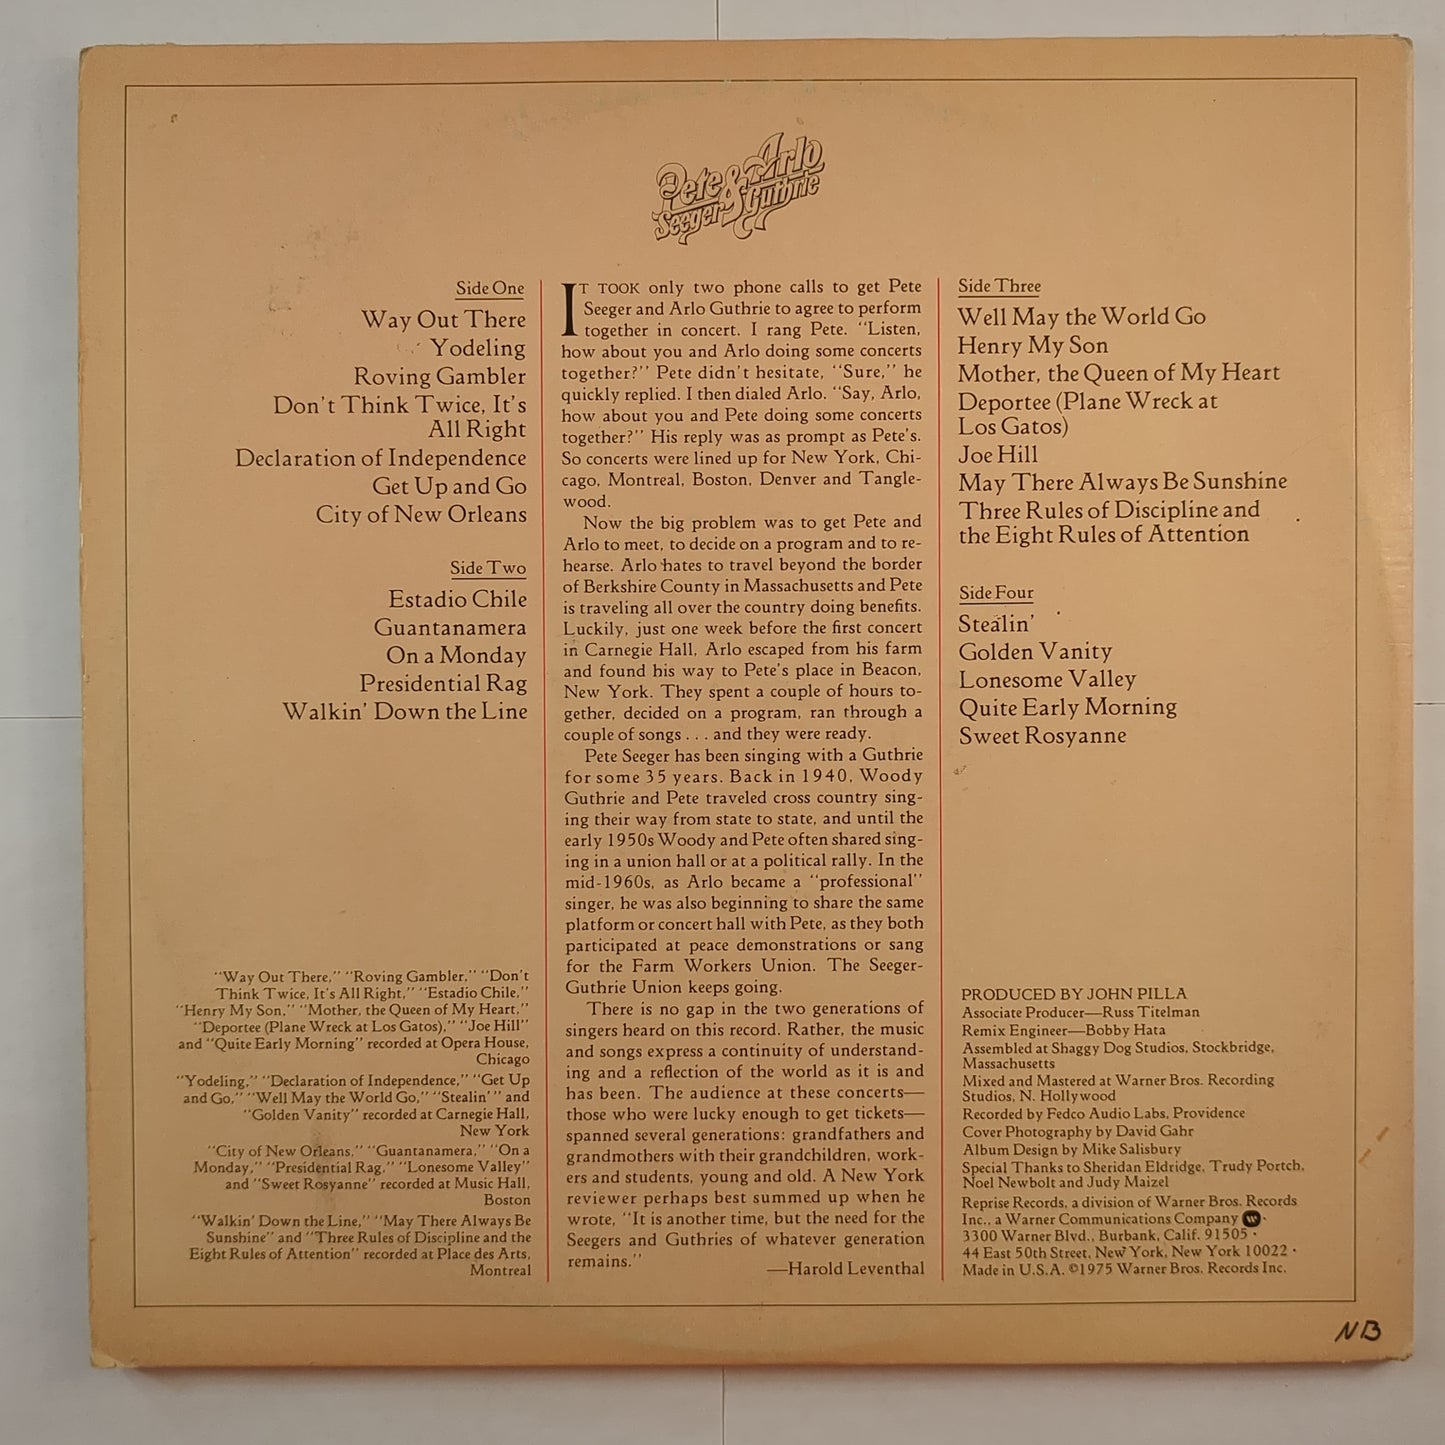 Pete Seeger & Arlo Guthrie
Side One
Way Out There
Yodeling
Roving Gambler
Don't Think Twice, It's
All Right
Declaration of Independence
Get Up and Go
City of New Orleans
Side Two
Estadio Chile
Guantanamera
On a Monday
Presidential Rag
Walkin' Down the Line
"Way Out There," "Roving Gambler," "Don't
Think Twice, It's All Right," "Estadio Chile,"
"Henry My Son," "Mother, the Queen of My Heart,"
"Deportee (Plane Wreck at Los Gatos)," "Joe Hill"
and "Quite Early Morning" recorded at Opera House,
Chicago
"Yodeling," "Declaration of Independence," "Get Up
and Go," "Well May the World Go," "Stealin'" and
"Golden Vanity" recorded at Carnegie Hall,
New York
"City of New Orleans," "Guantanamera," "On a
Monday," "Presidential Rag," "Lonesome Valley"
and "Sweet Rosyanne" recorded at Music Hall,
Boston
"Walkin' Down the Line," "May There Always Be
Sunshine" and "Three Rules of Discipline and the
Eight Rules of Attention" recorded at Place des Arts,
Montreal
IT TOOK only two phone calls to get Pete
Seeger and Arlo Guthrie to agree to perform
together in concert. I rang Pete. "Listen,
how about you and Arlo doing some concerts
together?" Pete didn't hesitate, "Sure," he
quickly replied. I then dialed Arlo. "Say, Arlo,
how about you and Pete doing some concerts
together?" His reply was as prompt as Pete's.
So concerts were lined up for New York, Chi-
cago, Montreal, Boston, Denver and Tangle-
wood.
Now the big problem was to get Pete and
Arlo to meet, to decide on a program and to re-
hearse. Arlo hates to travel beyond the border
of Berkshire County in Massachusetts and Pete
is traveling all over the country doing benefits.
Luckily, just one week before the first concert
in Carnegie Hall, Arlo escaped from his farm
and found his way to Pete's place in Beacon,
New York. They spent a couple of hours to-
gether, decided on a program, ran through a
couple of songs . . . and they were ready.
Pete Seeger has been singing with a Guthrie
for some 35 years. Back in 1940, Woody
Guthrie and Pete traveled cross country sing-
ing their way from state to state, and until the
early 1950s Woody and Pete often shared sing-
ing in a union hall or at a political rally. In the
mid-1960s, as Arlo became a "professional"
singer, he was also beginning to share the same
platform or concert hall with Pete, as they both
participated at peace demonstrations or sang
for the Farm Workers Union. The Seeger-
Guthrie Union keeps going.
There is no gap in the two generations of
singers heard on this record. Rather, the music
and songs express a continuity of understand-
ing and a reflection of the world as it is and
has been. The audience at these concerts—
those who were lucky enough to get tickets—
spanned several generations: grandfathers and
grandmothers with their grandchildren, work-
ers and students, young and old. A New York
reviewer perhaps best summed up when he
wrote, "It is another time, but the need for the
Seegers and Guthries of whatever generation
remains."
—Harold Leventhal
Side Three
Well May the World Go
Henry My Son
Mother, the Queen of My Heart
Deportee (Plane Wreck at
Los Gatos)
Joe Hill
May There Always Be Sunshine
Three Rules of Discipline and
the Eight Rules of Attention
Side Four
Stealin'
Golden Vanity
Lonesome Valley
Quite Early Morning
Sweet Rosyanne
PRODUCED BY JOHN PILLA
Associate Producer—Russ Titelman
Remix Engineer—Bobby Hata
Assembled at Shaggy Dog Studios, Stockbridge,
Massachusetts
Mixed and Mastered at Warner Bros. Recording
Studios, N. Hollywood
Recorded by Fedco Audio Labs, Providence
Cover Photography by David Gahr
Album Design by Mike Salisbury
Special Thanks to Sheridan Eldridge, Trudy Portch,
Noel Newbolt and Judy Maizel
Reprise Records, a division of Warner Bros. Records
Inc., a Warner Communications Company W ·
3300 Warner Blvd., Burbank, Calif. 91505 ·
44 East 50th Street, New York, New York 10022 ·
Made in U.S.A. ©1975 Warner Bros. Records Inc.
NB